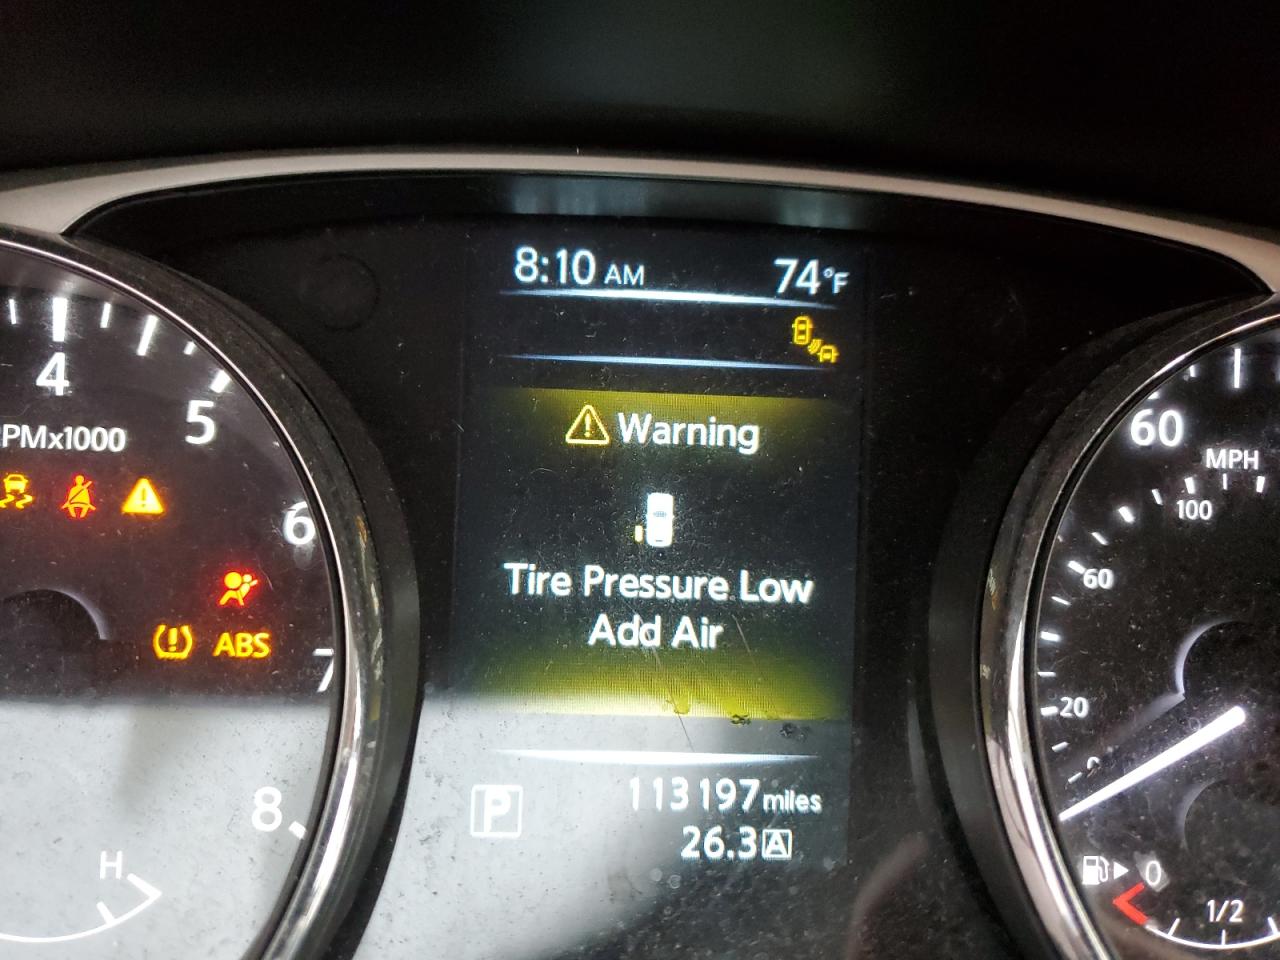 8:10 AM 74°F
Warning
Tire Pressure Low
Add Air
P 113197 miles
26.3 A
4
5
6
7
8
PMx1000
ABS
H
60
MPH
100
60
20
0
1/2